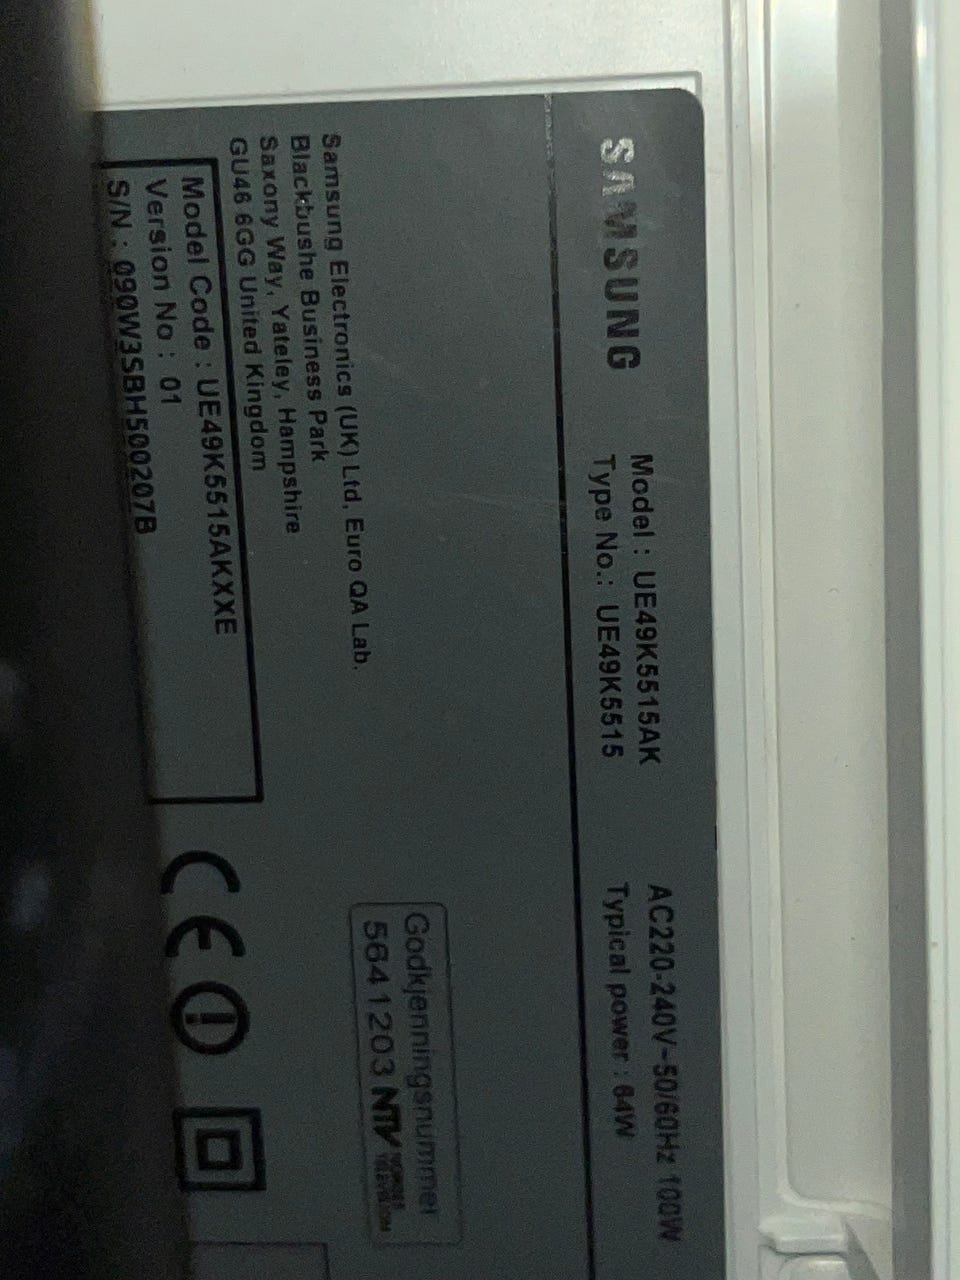 SAMSUNG
Model : UE49K5515AK
Type No.: UE49K5515
AC220-240V~50/60Hz 100W
Typical power : 64W
Samsung Electronics (UK) Ltd, Euro QA Lab.
Blackbushe Business Park
Saxony Way, Yateley, Hampshire
GU46 6GG United Kingdom
Godkjenningsnummer
5641203 NTV
Model Code : UE49K5515AKXXE
Version No : 01
S/N : 090W3SBH500207B
CE